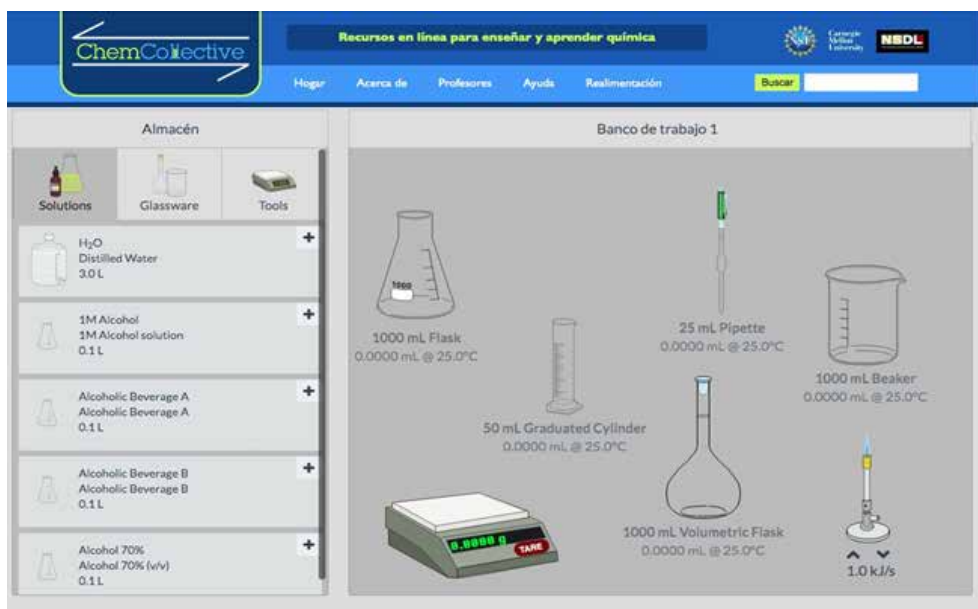 ChemCollective
Recursos en línea para enseñar y aprender química
Carnegie
Mellon
University
NSDL
Hogar Acerca de Profesores Ayuda Realimentación
Buscar
Almacén
Solutions Glassware Tools
H₂O
Distilled Water
3.0 L
+
1M Alcohol
1M Alcohol solution
0.1 L
+
Alcoholic Beverage A
Alcoholic Beverage A
0.1 L
+
Alcoholic Beverage B
Alcoholic Beverage B
0.1 L
+
Alcohol 70%
Alcohol 70% (v/v)
0.1 L
+
Banco de trabajo 1
1000
1000 mL Flask
0.0000 mL @ 25.0°C
25 mL Pipette
0.0000 mL @ 25.0°C
1000 mL Beaker
0.0000 mL @ 25.0°C
50 mL Graduated Cylinder
0.0000 mL @ 25.0°C
1000 mL Volumetric Flask
0.0000 mL @ 25.0°C
0.0000 g
TARE
1.0 kJ/s